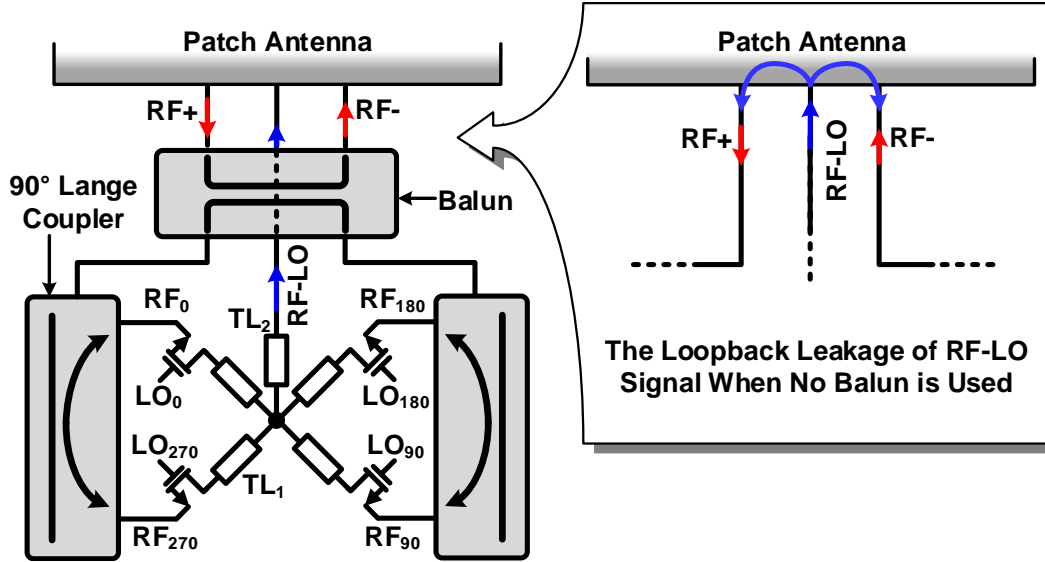 Patch Antenna
RF+
RF-
90° Lange
Coupler
Balun
RF-LO
RF0
TL2
RF180
LO0
LO180
LO270
LO90
TL1
RF270
RF90
Patch Antenna
RF+
RF-LO
RF-
The Loopback Leakage of RF-LO
Signal When No Balun is Used